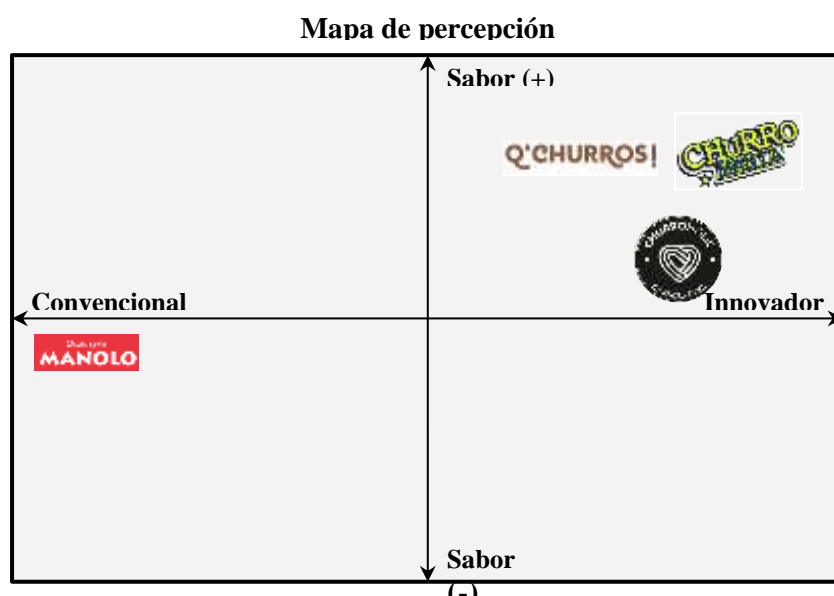 Mapa de percepción
Sabor (+)
Q'CHURROS!
CHURRO
Convencional
Innovador
MANOLO
Sabor
(-)